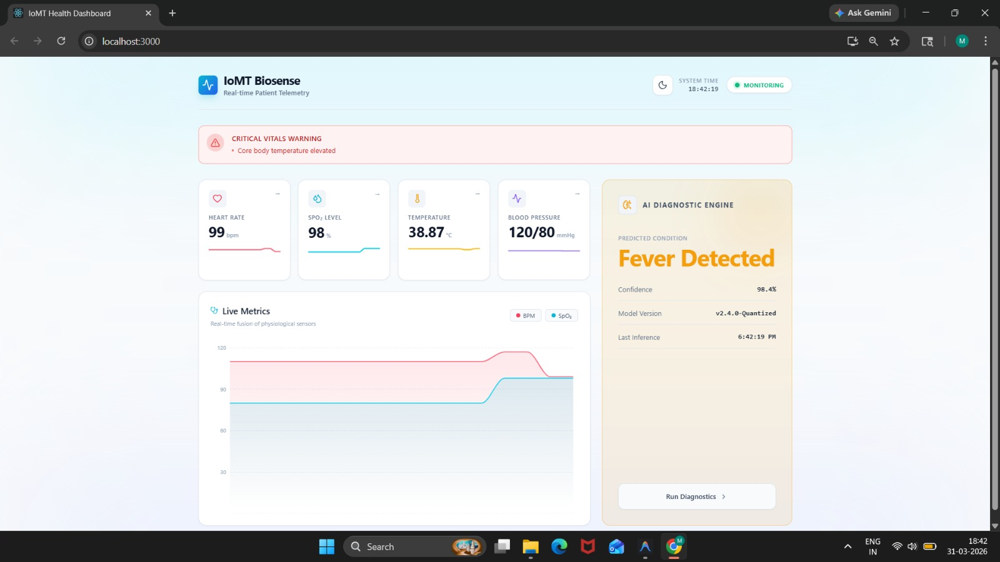 IoMT Health Dashboard
Ask Gemini
localhost:3000
M
IoMT Biosense
Real-time Patient Telemetry
SYSTEM TIME
18:42:19
MONITORING
CRITICAL VITALS WARNING
• Core body temperature elevated
→
HEART RATE
99 bpm
→
SPO₂ LEVEL
98 %
→
TEMPERATURE
38.87 °C
→
BLOOD PRESSURE
120/80 mmHg
AI DIAGNOSTIC ENGINE
PREDICTED CONDITION
Fever Detected
Confidence 98.4%
Model Version v2.4.0-Quantized
Last Inference 6:42:19 PM
Run Diagnostics
Live Metrics
Real-time fusion of physiological sensors
BPM
SpO₂
120
90
60
30
Search
M
ENG
IN
18:42
31-03-2026